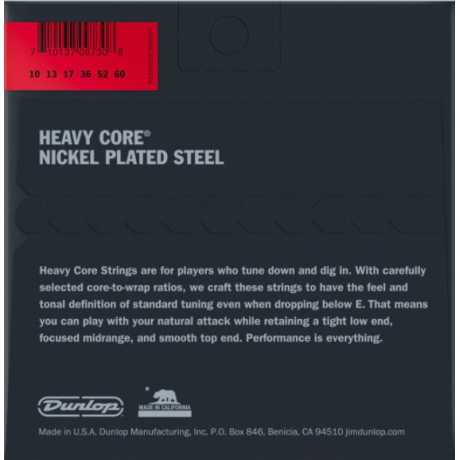 7 10137 09730 8
10 13 17 36 52 60
HEAVY CORE®
NICKEL PLATED STEEL
Heavy Core Strings are for players who tune down and dig in. With carefully
selected core-to-wrap ratios, we craft these strings to have the feel and
tonal definition of standard tuning even when dropping below E. That means
you can play with your natural attack while retaining a tight low end,
focused midrange, and smooth top end. Performance is everything.
Dunlop
MADE IN CALIFORNIA
Made in U.S.A. Dunlop Manufacturing, Inc. P.O. Box 846, Benicia, CA 94510 jimdunlop.com